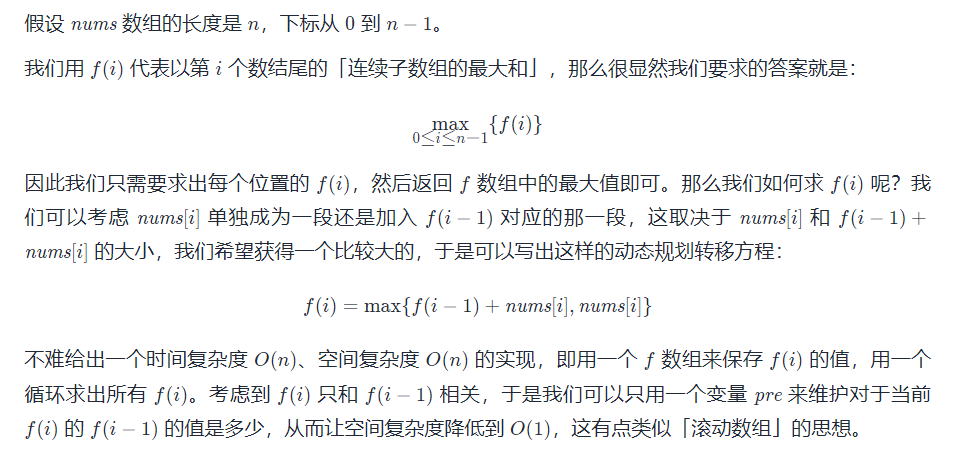 假设 nums 数组的长度是 n，下标从 0 到 n − 1。
我们用 f(i) 代表以第 i 个数结尾的「连续子数组的最大和」，那么很显然我们要求的答案就是：
max {f(i)}
0≤i≤n−1
因此我们只需要求出每个位置的 f(i)，然后返回 f 数组中的最大值即可。那么我们如何求 f(i) 呢？我
们可以考虑 nums[i] 单独成为一段还是加入 f(i − 1) 对应的那一段，这取决于 nums[i] 和 f(i − 1) +
nums[i] 的大小，我们希望获得一个比较大的，于是可以写出这样的动态规划转移方程：
f(i) = max{f(i − 1) + nums[i], nums[i]}
不难给出一个时间复杂度 O(n)、空间复杂度 O(n) 的实现，即用一个 f 数组来保存 f(i) 的值，用一个
循环求出所有 f(i)。考虑到 f(i) 只和 f(i − 1) 相关，于是我们可以只用一个变量 pre 来维护对于当前
f(i) 的 f(i − 1) 的值是多少，从而让空间复杂度降低到 O(1)，这有点类似「滚动数组」的思想。